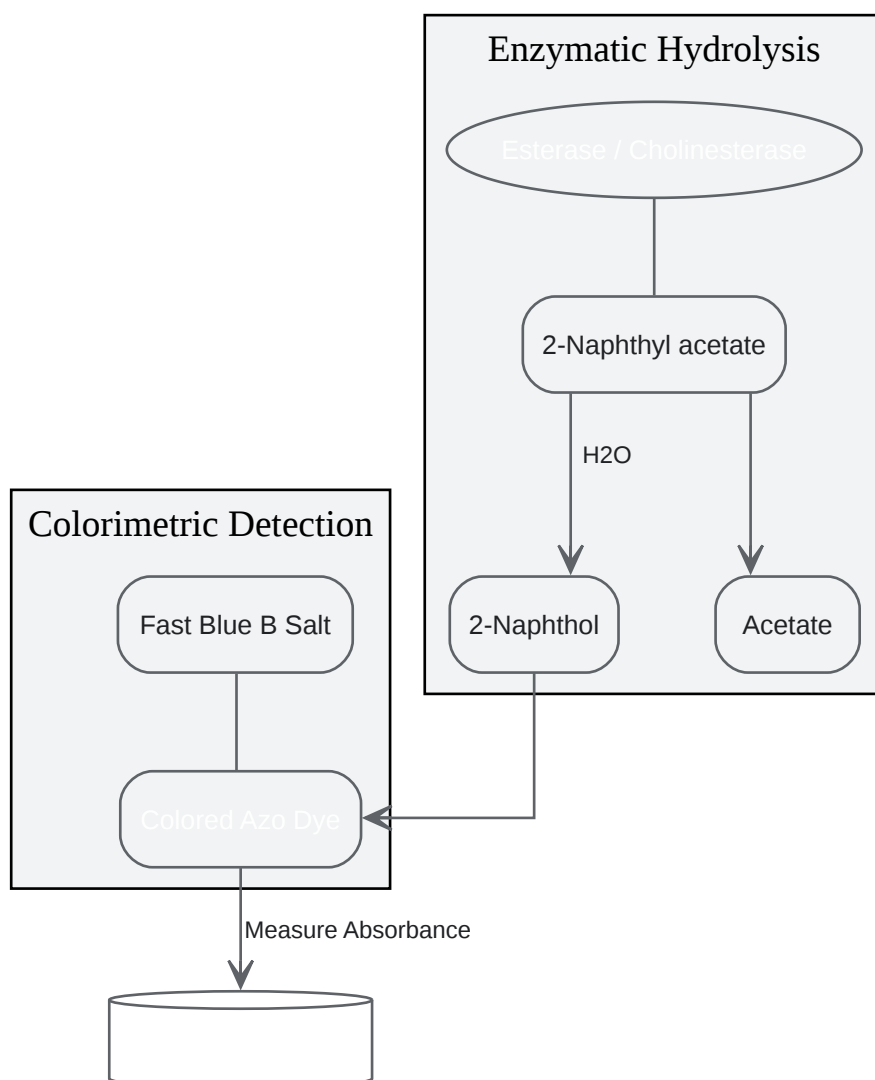 Enzymatic Hydrolysis
Esterase / Cholinesterase
2-Naphthyl acetate
H2O
2-Naphthol
Acetate
Colorimetric Detection
Fast Blue B Salt
Colored Azo Dye
Measure Absorbance